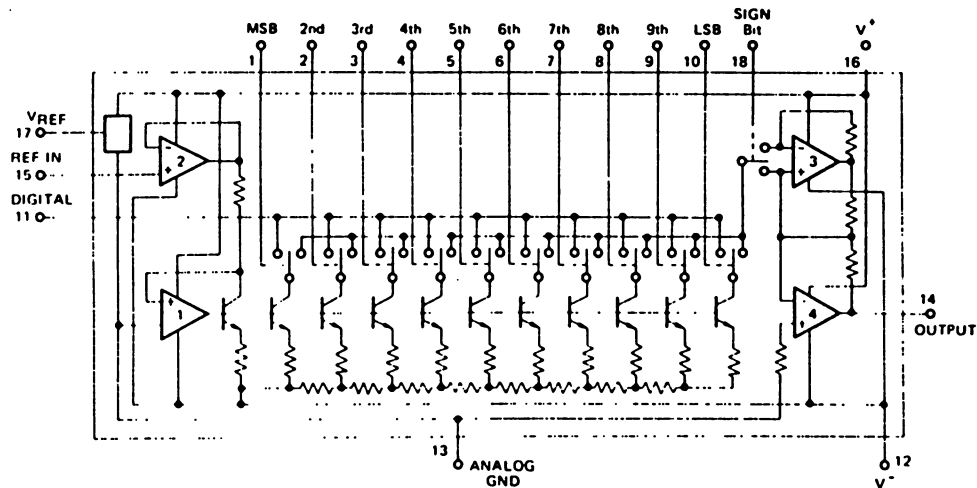 MSB 2nd 3rd 4th 5th 6th 7th 8th 9th LSB SIGN Bit V+
1 2 3 4 5 6 7 8 9 10 18 16
VREF
17
REF IN
15
DIGITAL
11
2
3
1
4
14
OUTPUT
13
ANALOG
GND
12
V-